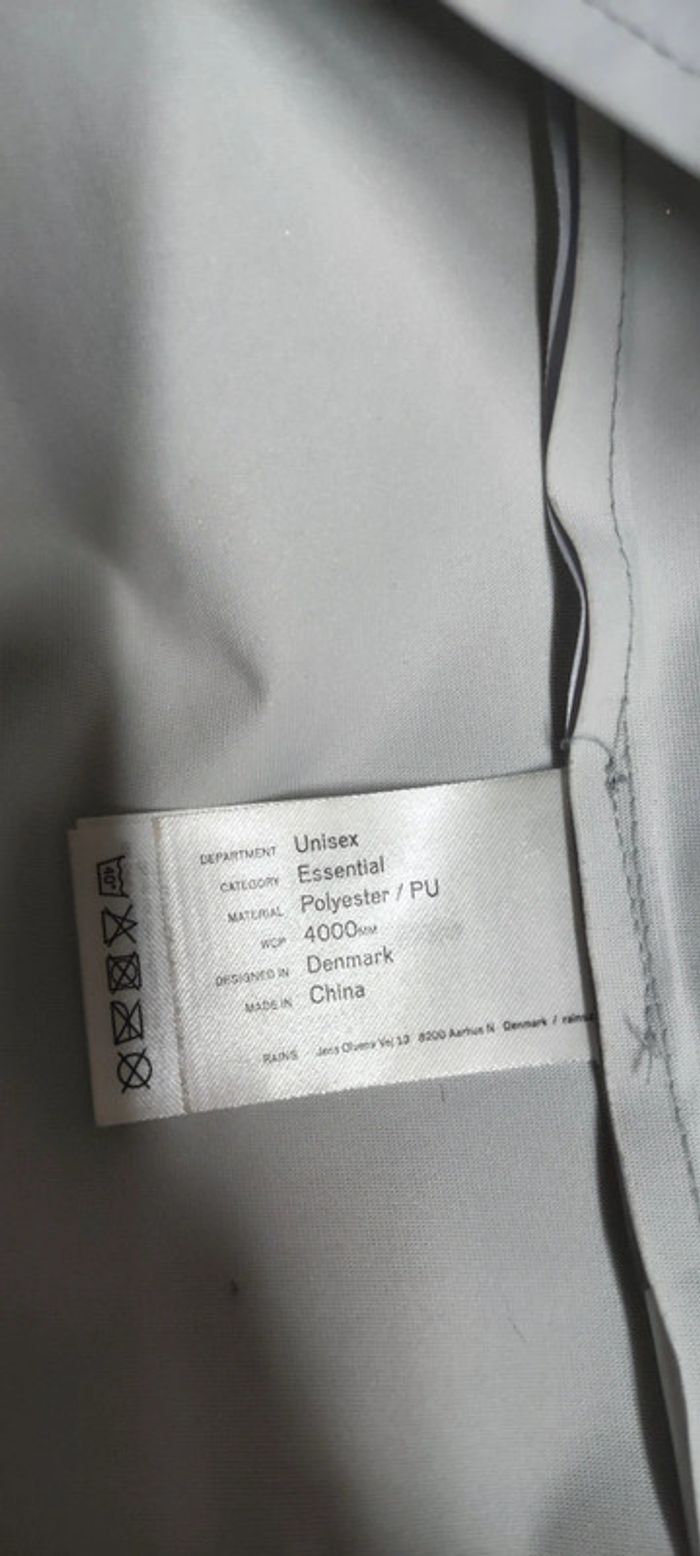 DEPARTMENT Unisex
CATEGORY Essential
MATERIAL Polyester / PU
WCP 4000MM
DESIGNED IN Denmark
MADE IN China
RAINS Jens Olsens Vej 13 8200 Aarhus N Denmark /
40°